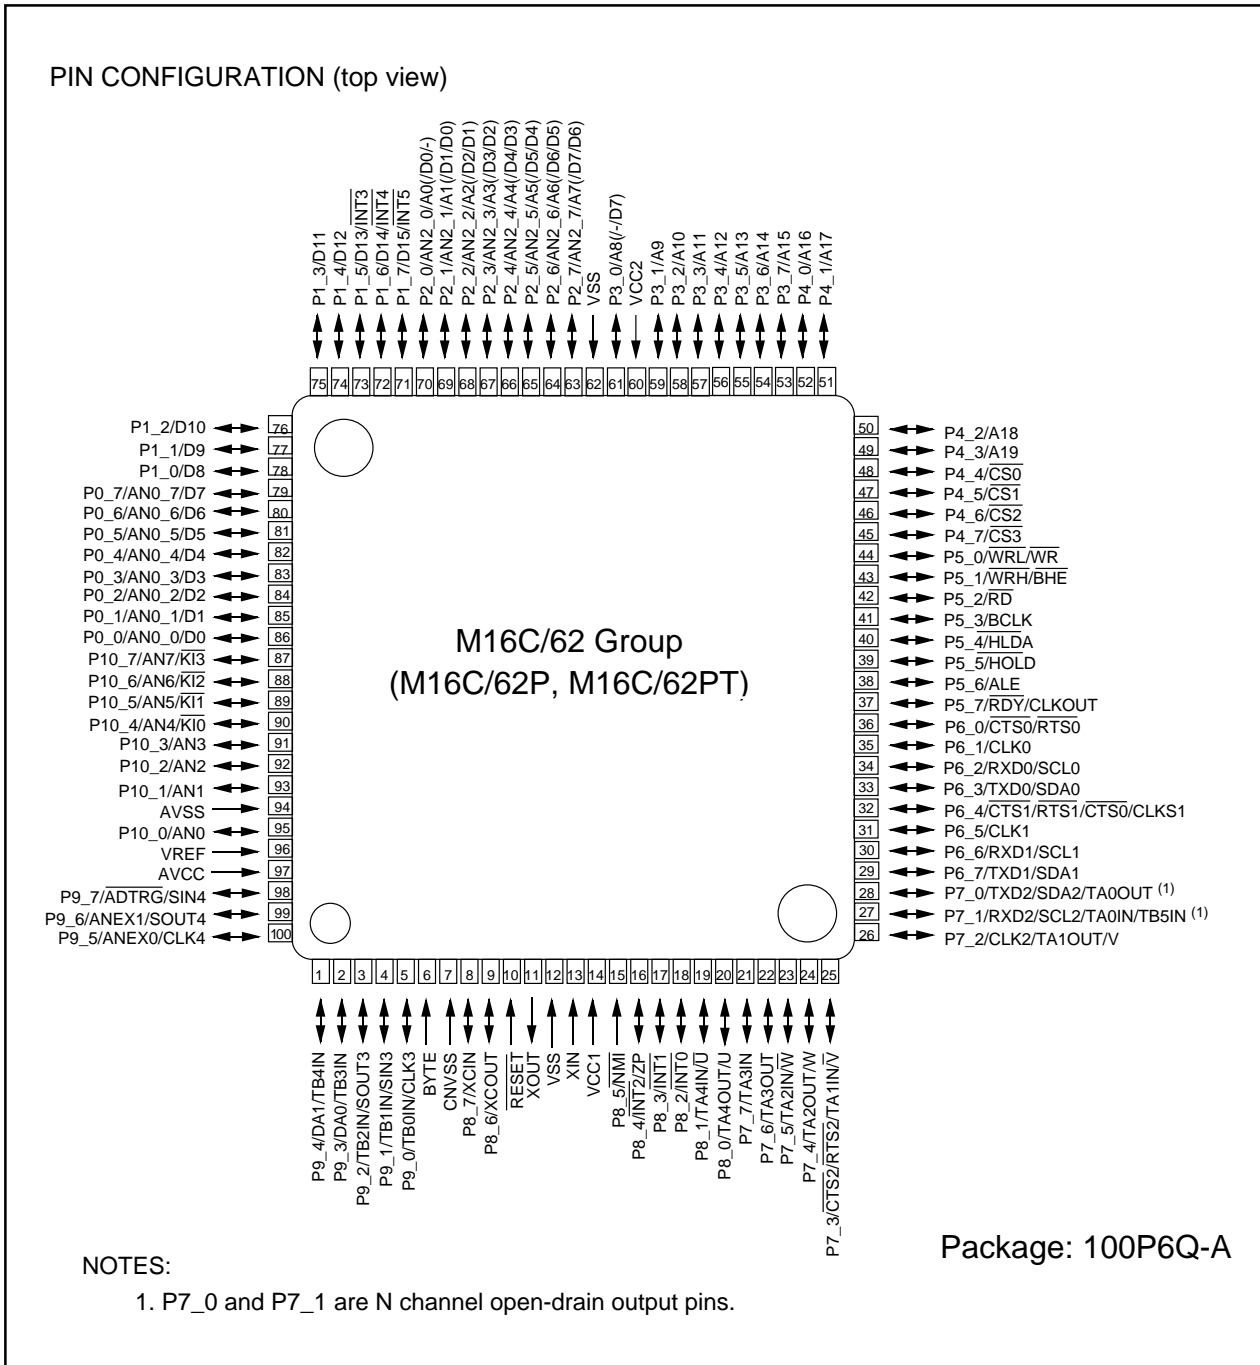 PIN CONFIGURATION (top view)
P1_3/D11
P1_4/D12
P1_5/D13/INT3
P1_6/D14/INT4
P1_7/D15/INT5
P2_0/AN2_0/A0(/D0/-)
P2_1/AN2_1/A1(/D1/D0)
P2_2/AN2_2/A2(/D2/D1)
P2_3/AN2_3/A3(/D3/D2)
P2_4/AN2_4/A4(/D4/D3)
P2_5/AN2_5/A5(/D5/D4)
P2_6/AN2_6/A6(/D6/D5)
P2_7/AN2_7/A7(/D7/D6)
VSS
P3_0/A8(/-/D7)
VCC2
P3_1/A9
P3_2/A10
P3_3/A11
P3_4/A12
P3_5/A13
P3_6/A14
P3_7/A15
P4_0/A16
P4_1/A17
75 74 73 72 71 70 69 68 67 66 65 64 63 62 61 60 59 58 57 56 55 54 53 52 51
P1_2/D10 76
P1_1/D9 77
P1_0/D8 78
P0_7/AN0_7/D7 79
P0_6/AN0_6/D6 80
P0_5/AN0_5/D5 81
P0_4/AN0_4/D4 82
P0_3/AN0_3/D3 83
P0_2/AN0_2/D2 84
P0_1/AN0_1/D1 85
P0_0/AN0_0/D0 86
P10_7/AN7/KI3 87
P10_6/AN6/KI2 88
P10_5/AN5/KI1 89
P10_4/AN4/KI0 90
P10_3/AN3 91
P10_2/AN2 92
P10_1/AN1 93
AVSS 94
P10_0/AN0 95
VREF 96
AVCC 97
P9_7/ADTRG/SIN4 98
P9_6/ANEX1/SOUT4 99
P9_5/ANEX0/CLK4 100
M16C/62 Group
(M16C/62P, M16C/62PT)
50 P4_2/A18
49 P4_3/A19
48 P4_4/CS0
47 P4_5/CS1
46 P4_6/CS2
45 P4_7/CS3
44 P5_0/WRL/WR
43 P5_1/WRH/BHE
42 P5_2/RD
41 P5_3/BCLK
40 P5_4/HLDA
39 P5_5/HOLD
38 P5_6/ALE
37 P5_7/RDY/CLKOUT
36 P6_0/CTS0/RTS0
35 P6_1/CLK0
34 P6_2/RXD0/SCL0
33 P6_3/TXD0/SDA0
32 P6_4/CTS1/RTS1/CTS0/CLKS1
31 P6_5/CLK1
30 P6_6/RXD1/SCL1
29 P6_7/TXD1/SDA1
28 P7_0/TXD2/SDA2/TA0OUT (1)
27 P7_1/RXD2/SCL2/TA0IN/TB5IN (1)
26 P7_2/CLK2/TA1OUT/V
1 2 3 4 5 6 7 8 9 10 11 12 13 14 15 16 17 18 19 20 21 22 23 24 25
P9_4/DA1/TB4IN
P9_3/DA0/TB3IN
P9_2/TB2IN/SOUT3
P9_1/TB1IN/SIN3
P9_0/TB0IN/CLK3
BYTE
CNVSS
P8_7/XCIN
P8_6/XCOUT
RESET
XOUT
VSS
XIN
VCC1
P8_5/NMI
P8_4/INT2/ZP
P8_3/INT1
P8_2/INT0
P8_1/TA4IN/U
P8_0/TA4OUT/U
P7_7/TA3IN
P7_6/TA3OUT
P7_5/TA2IN/W
P7_4/TA2OUT/W
P7_3/CTS2/RTS2/TA1IN/V
Package: 100P6Q-A
NOTES:
1. P7_0 and P7_1 are N channel open-drain output pins.